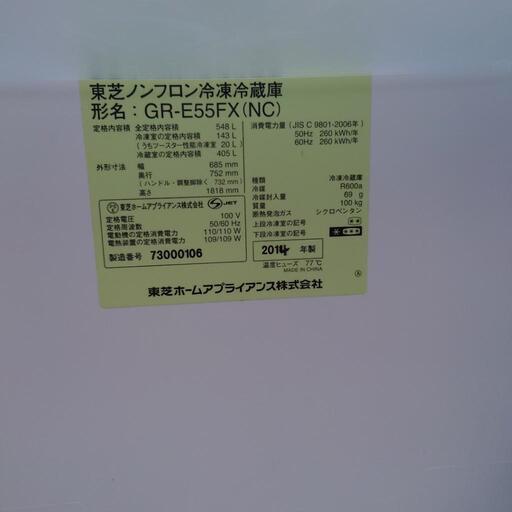 東芝ノンフロン冷凍冷蔵庫
形名：GR-E55FX(NC)
定格内容積 全定格内容積 548 L
冷凍室の定格内容積 143 L
(うちツースター性能冷凍室 20 L)
冷蔵室の定格内容積 405 L
外形寸法 幅 685 mm
奥行 752 mm
(ハンドル・調整脚除く 732 mm)
高さ 1818 mm
東芝ホームアプライアンス株式会社 JET
定格電圧 100 V
定格周波数 50/60 Hz
電動機の定格消費電力 110/110 W
電熱装置の定格消費電力 109/109 W
製造番号 73000106
消費電力量 (JIS C 9801-2006年)
50Hz 260 kWh/年
60Hz 260 kWh/年
種類 冷凍冷蔵庫
冷媒 R600a
冷媒封入量 69 g
質量 100 kg
断熱発泡ガス シクロペンタン
上段冷凍室の記号 **
下段冷凍室の記号 * ***
2014 年製
温度ヒューズ 77℃
MADE IN CHINA
Ⓐ
東芝ホームアプライアンス株式会社